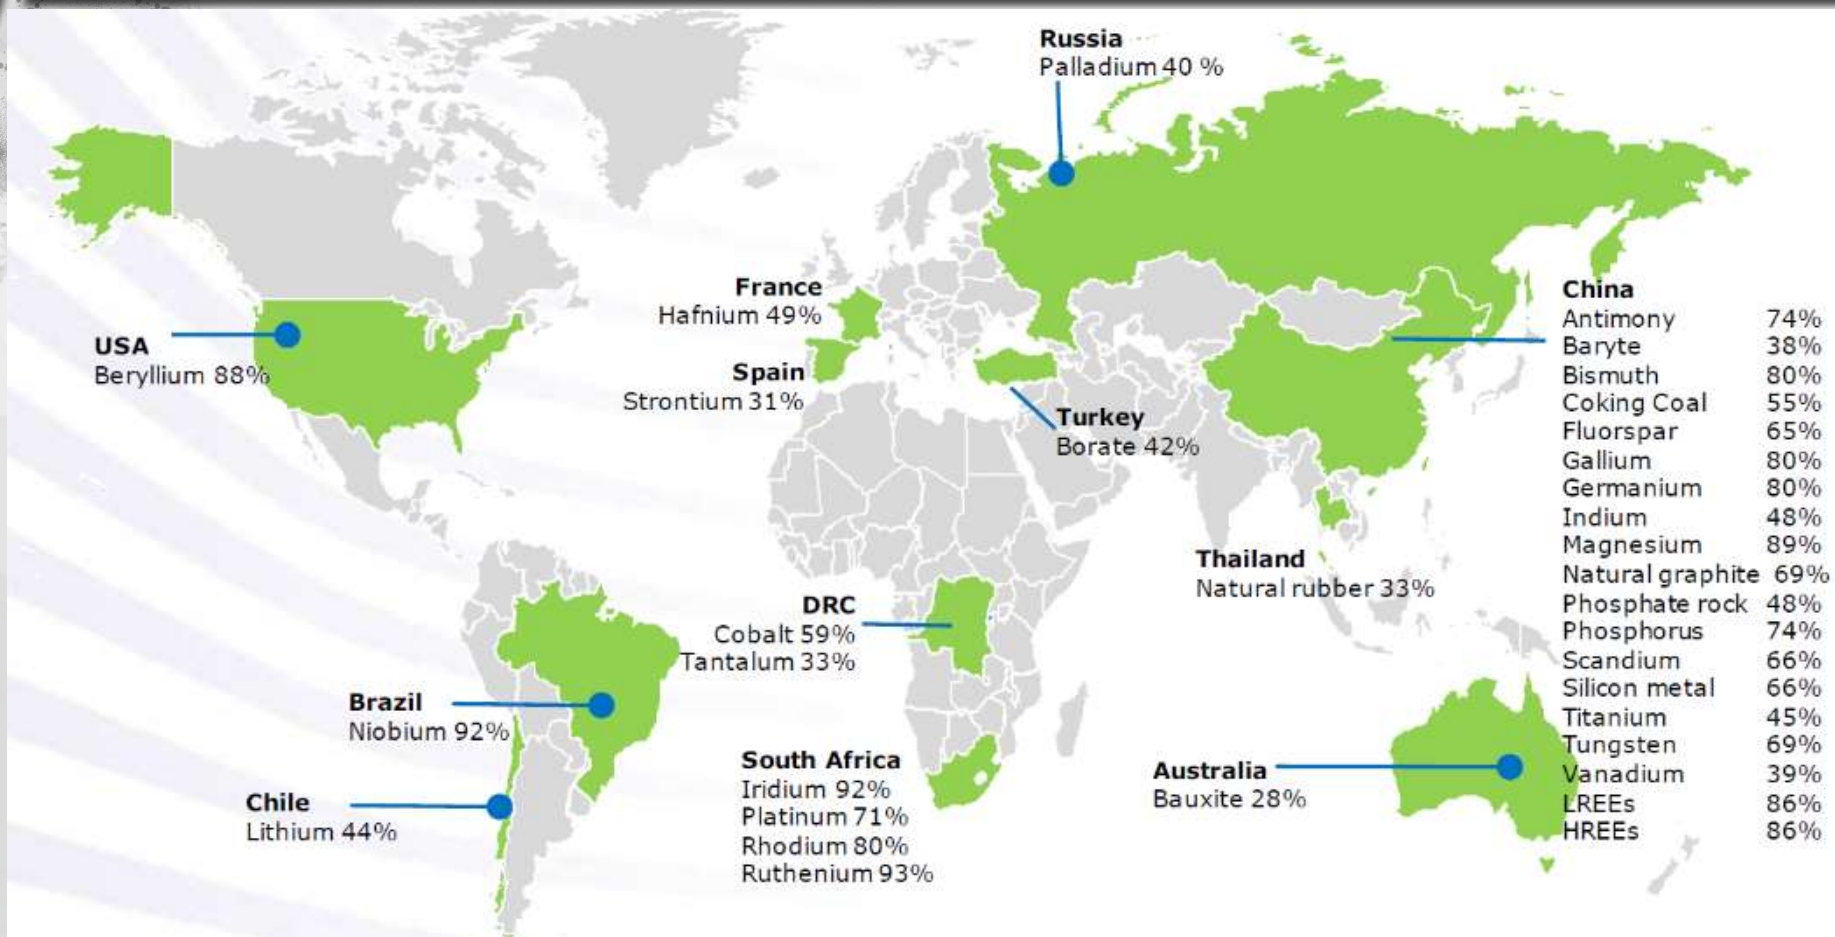 Russia
Palladium 40 %
France
Hafnium 49%
USA
Beryllium 88%
Spain
Strontium 31%
Turkey
Borate 42%
China
Antimony 74%
Baryte 38%
Bismuth 80%
Coking Coal 55%
Fluorspar 65%
Gallium 80%
Germanium 80%
Indium 48%
Magnesium 89%
Natural graphite 69%
Phosphate rock 48%
Phosphorus 74%
Scandium 66%
Silicon metal 66%
Titanium 45%
Tungsten 69%
Vanadium 39%
LREEs 86%
HREEs 86%
Thailand
Natural rubber 33%
DRC
Cobalt 59%
Tantalum 33%
Brazil
Niobium 92%
South Africa
Iridium 92%
Platinum 71%
Rhodium 80%
Ruthenium 93%
Australia
Bauxite 28%
Chile
Lithium 44%